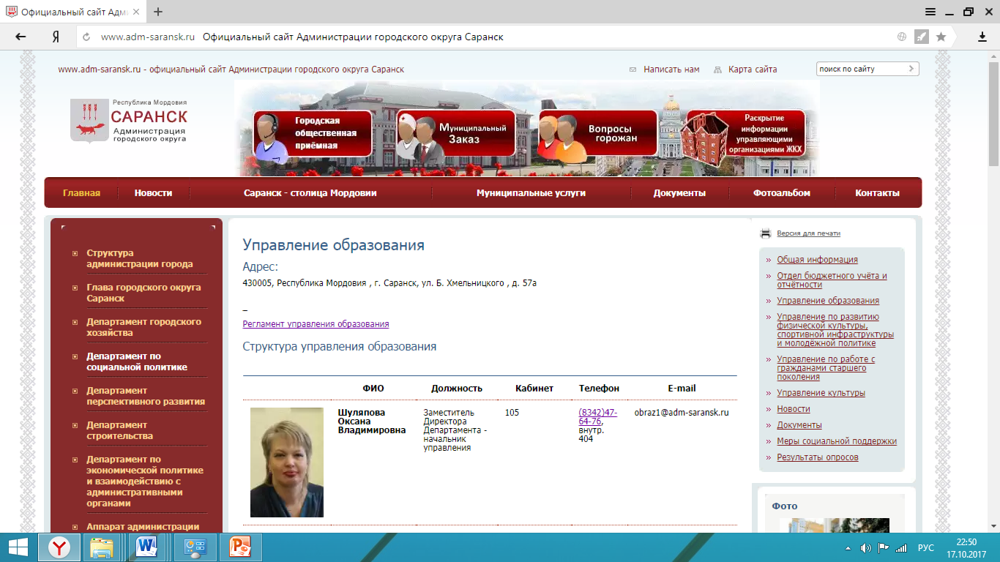 Официальный сайт Адми
www.adm-saransk.ru Официальный сайт Администрации городского округа Саранск
www.adm-saransk.ru - официальный сайт Администрации городского округа Саранск
Написать нам
Карта сайта
поиск по сайту
Республика Мордовия
САРАНСК
Администрация
городского округа
Городская
общественная
приёмная
Муниципальный
Заказ
Вопросы
горожан
Раскрытие
информации
управляющими
организациями ЖКХ
Главная
Новости
Саранск - столица Мордовии
Муниципальные услуги
Документы
Фотоальбом
Контакты
Структура
администрации города
Глава городского округа
Саранск
Департамент городского
хозяйства
Департамент по
социальной политике
Департамент
перспективного развития
Департамент
строительства
Департамент по
экономической политике
и взаимодействию с
административными
органами
Аппарат администрации
Управление образования
Адрес:
430005, Республика Мордовия , г. Саранск, ул. Б. Хмельницкого , д. 57а
_
Регламент управления образования
Структура управления образования
ФИО
Должность
Кабинет
Телефон
E-mail
Шуляпова
Оксана
Владимировна
Заместитель
Директора
Департамента -
начальник
управления
105
(8342)47-
64-76,
внутр.
404
obraz1@adm-saransk.ru
Версия для печати
Общая информация
Отдел бюджетного учёта и
отчётности
Управление образования
Управление по развитию
физической культуры,
спортивной инфраструктуры
и молодёжной политике
Управление по работе с
гражданами старшего
поколения
Управление культуры
Новости
Документы
Меры социальной поддержки
Результаты опросов
Фото
РУС
22:50
17.10.2017